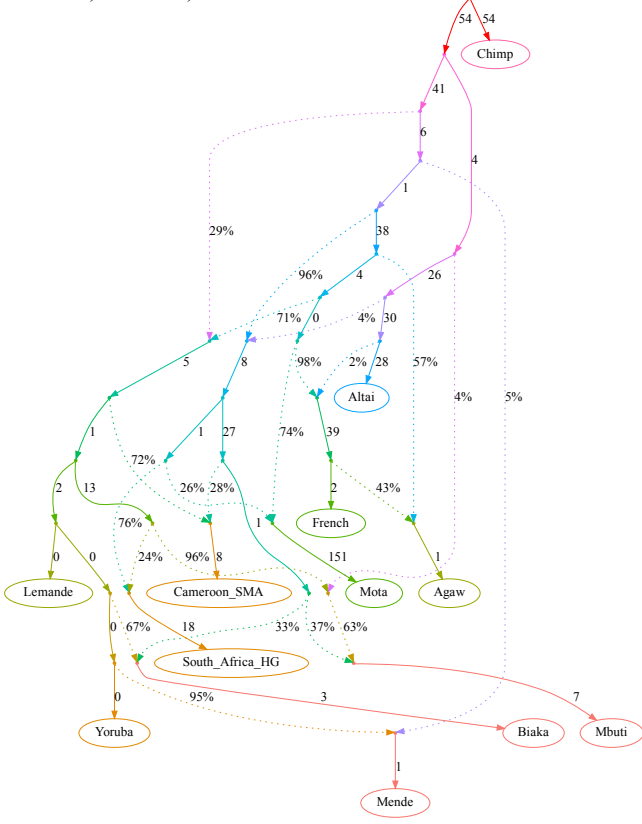 54 54
Chimp
41
6
4
1
29%
38
96% 4 26
71% 0 4% 30
5 8 98% 2% 28 57%
Altai 4% 5%
1 72% 1 27 74% 39
2 13 26% 28% 2 43%
76% 1 French
0 0 24% 96% 8 151 1
Lemande Cameroon_SMA Mota Agaw
0 67% 18 33% 37% 63%
South_Africa_HG
0 95% 3 7
Yoruba Biaka Mbuti
1
Mende